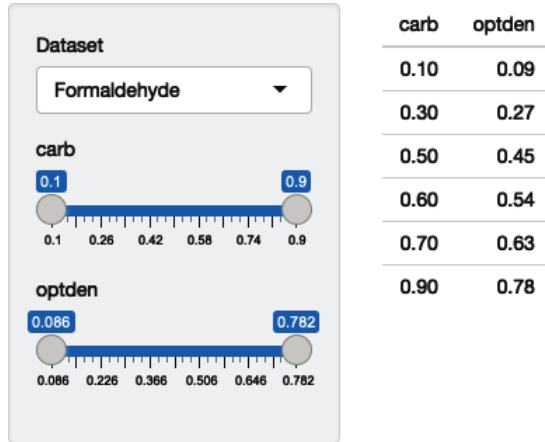 Dataset
Formaldehyde
carb
0.1 0.9
0.1 0.26 0.42 0.58 0.74 0.9
optden
0.086 0.782
0.086 0.226 0.366 0.506 0.646 0.782
carb optden
0.10 0.09
0.30 0.27
0.50 0.45
0.60 0.54
0.70 0.63
0.90 0.78